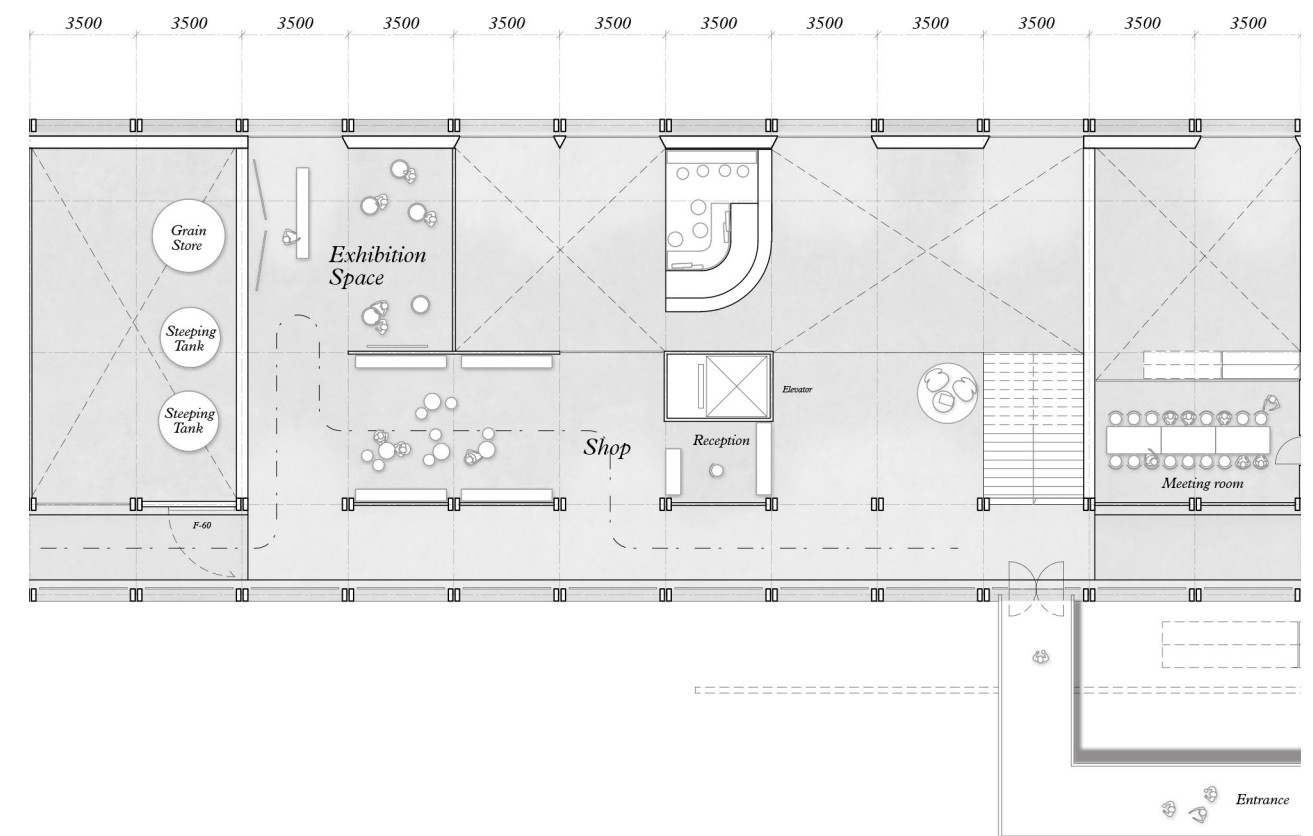 3500 3500 3500 3500 3500 3500 3500 3500 3500 3500 3500 3500
Grain
Store
Exhibition
Space
Steeping
Tank
Elevator
Steeping
Tank
Shop
Reception
Meeting room
F-60
Entrance